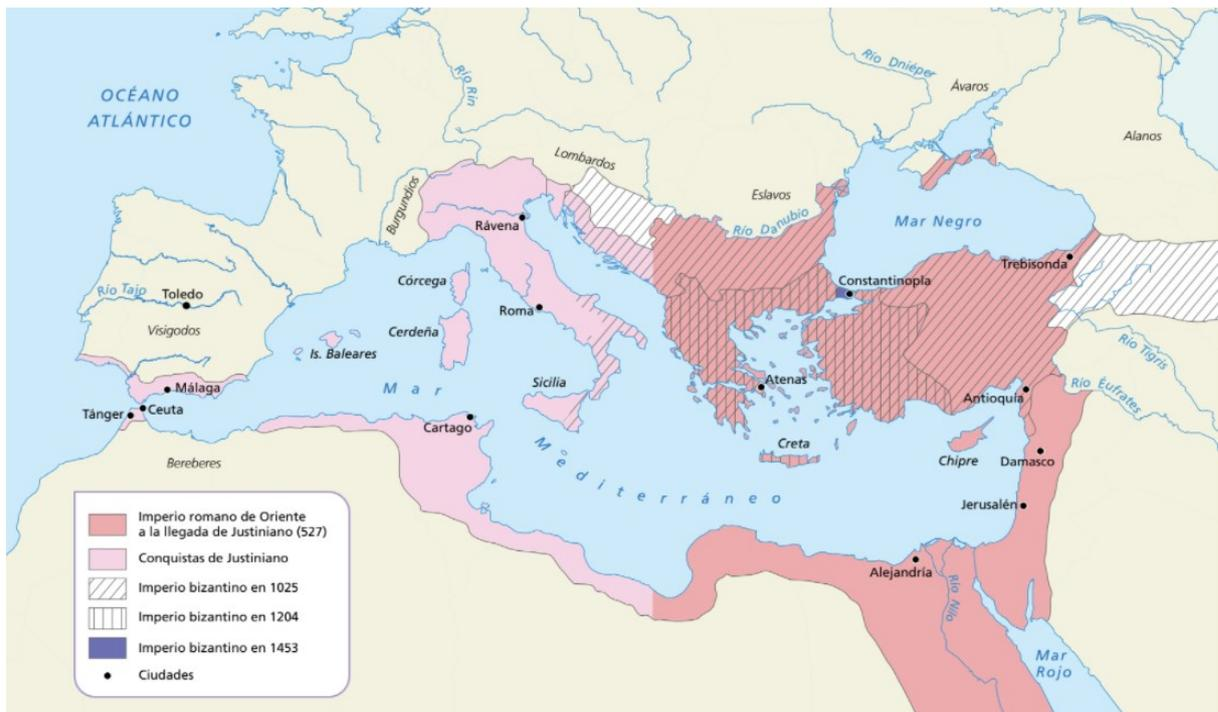 OCÉANO
ATLÁNTICO
Río Rin
Río Dniéper
Ávaros
Alanos
Lombardos
Burgundios
Eslavos
Río Danubio
Mar Negro
Rávena
Trebisonda
Constantinopla
Córcega
Río Tajo
Toledo
Roma
Visigodos
Cerdeña
Is. Baleares
Río Tigris
Sicilia
Atenas
Río Éufrates
Málaga
Mar
Antioquía
Tánger
Ceuta
Cartago
Creta
Chipre
Damasco
Bereberes
Mediterráneo
Jerusalén
Alejandría
Río Nilo
Mar
Rojo
Imperio romano de Oriente
a la llegada de Justiniano (527)
Conquistas de Justiniano
Imperio bizantino en 1025
Imperio bizantino en 1204
Imperio bizantino en 1453
Ciudades